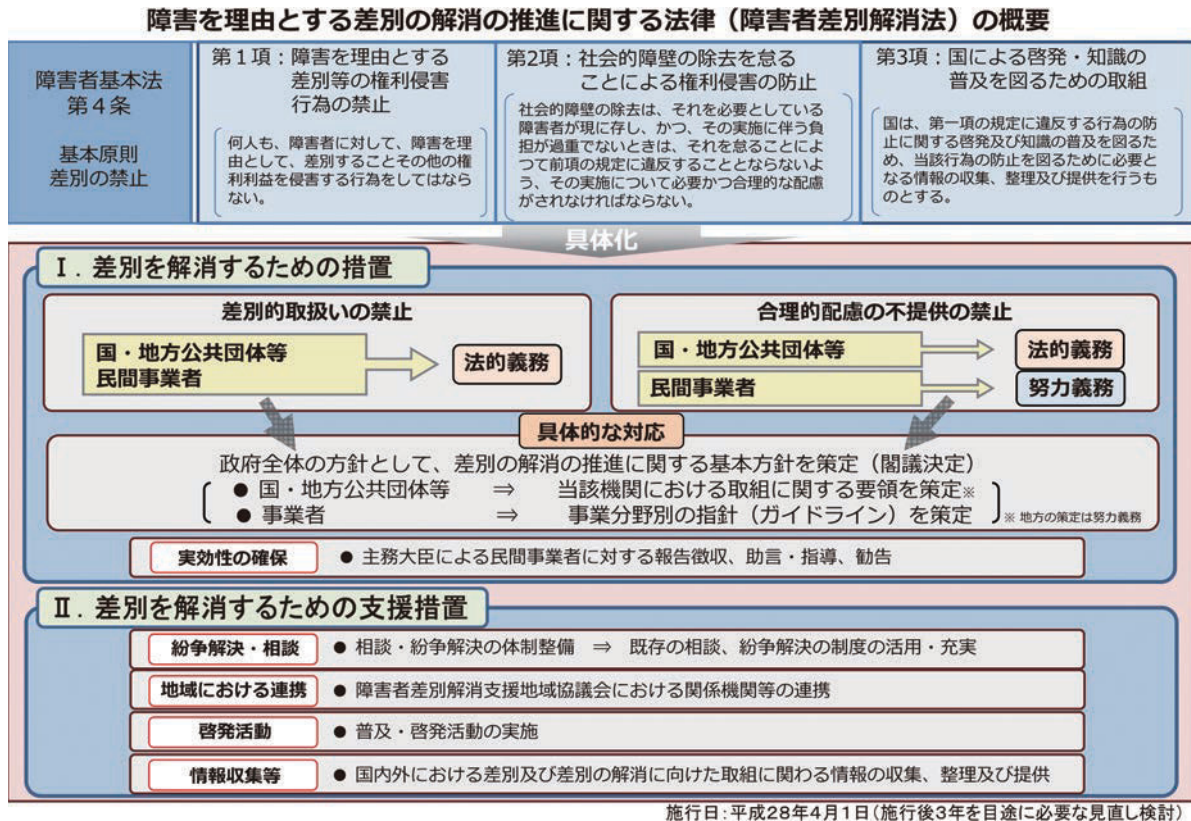 障害を理由とする差別の解消の推進に関する法律（障害者差別解消法）の概要
障害者基本法
第４条
基本原則
差別の禁止
第１項：障害を理由とする
差別等の権利侵害
行為の禁止
何人も、障害者に対して、障害を理
由として、差別することその他の権
利利益を侵害する行為をしてはなら
ない。
第2項：社会的障壁の除去を怠る
ことによる権利侵害の防止
社会的障壁の除去は、それを必要としている
障害者が現に存し、かつ、その実施に伴う負
担が過重でないときは、それを怠ることによ
つて前項の規定に違反することとならないよ
う、その実施について必要かつ合理的な配慮
がされなければならない。
第3項：国による啓発・知識の
普及を図るための取組
国は、第一項の規定に違反する行為の防
止に関する啓発及び知識の普及を図るた
め、当該行為の防止を図るために必要と
なる情報の収集、整理及び提供を行うも
のとする。
具体化
Ⅰ．差別を解消するための措置
差別的取扱いの禁止
国・地方公共団体等
民間事業者
法的義務
合理的配慮の不提供の禁止
国・地方公共団体等
法的義務
民間事業者
努力義務
具体的な対応
政府全体の方針として、差別の解消の推進に関する基本方針を策定（閣議決定）
● 国・地方公共団体等 ⇒ 当該機関における取組に関する要領を策定※
● 事業者 ⇒ 事業分野別の指針（ガイドライン）を策定
※ 地方の策定は努力義務
実効性の確保
● 主務大臣による民間事業者に対する報告徴収、助言・指導、勧告
Ⅱ．差別を解消するための支援措置
紛争解決・相談
● 相談・紛争解決の体制整備 ⇒ 既存の相談、紛争解決の制度の活用・充実
地域における連携
● 障害者差別解消支援地域協議会における関係機関等の連携
啓発活動
● 普及・啓発活動の実施
情報収集等
● 国内外における差別及び差別の解消に向けた取組に関わる情報の収集、整理及び提供
施行日：平成28年4月1日（施行後3年を目途に必要な見直し検討）